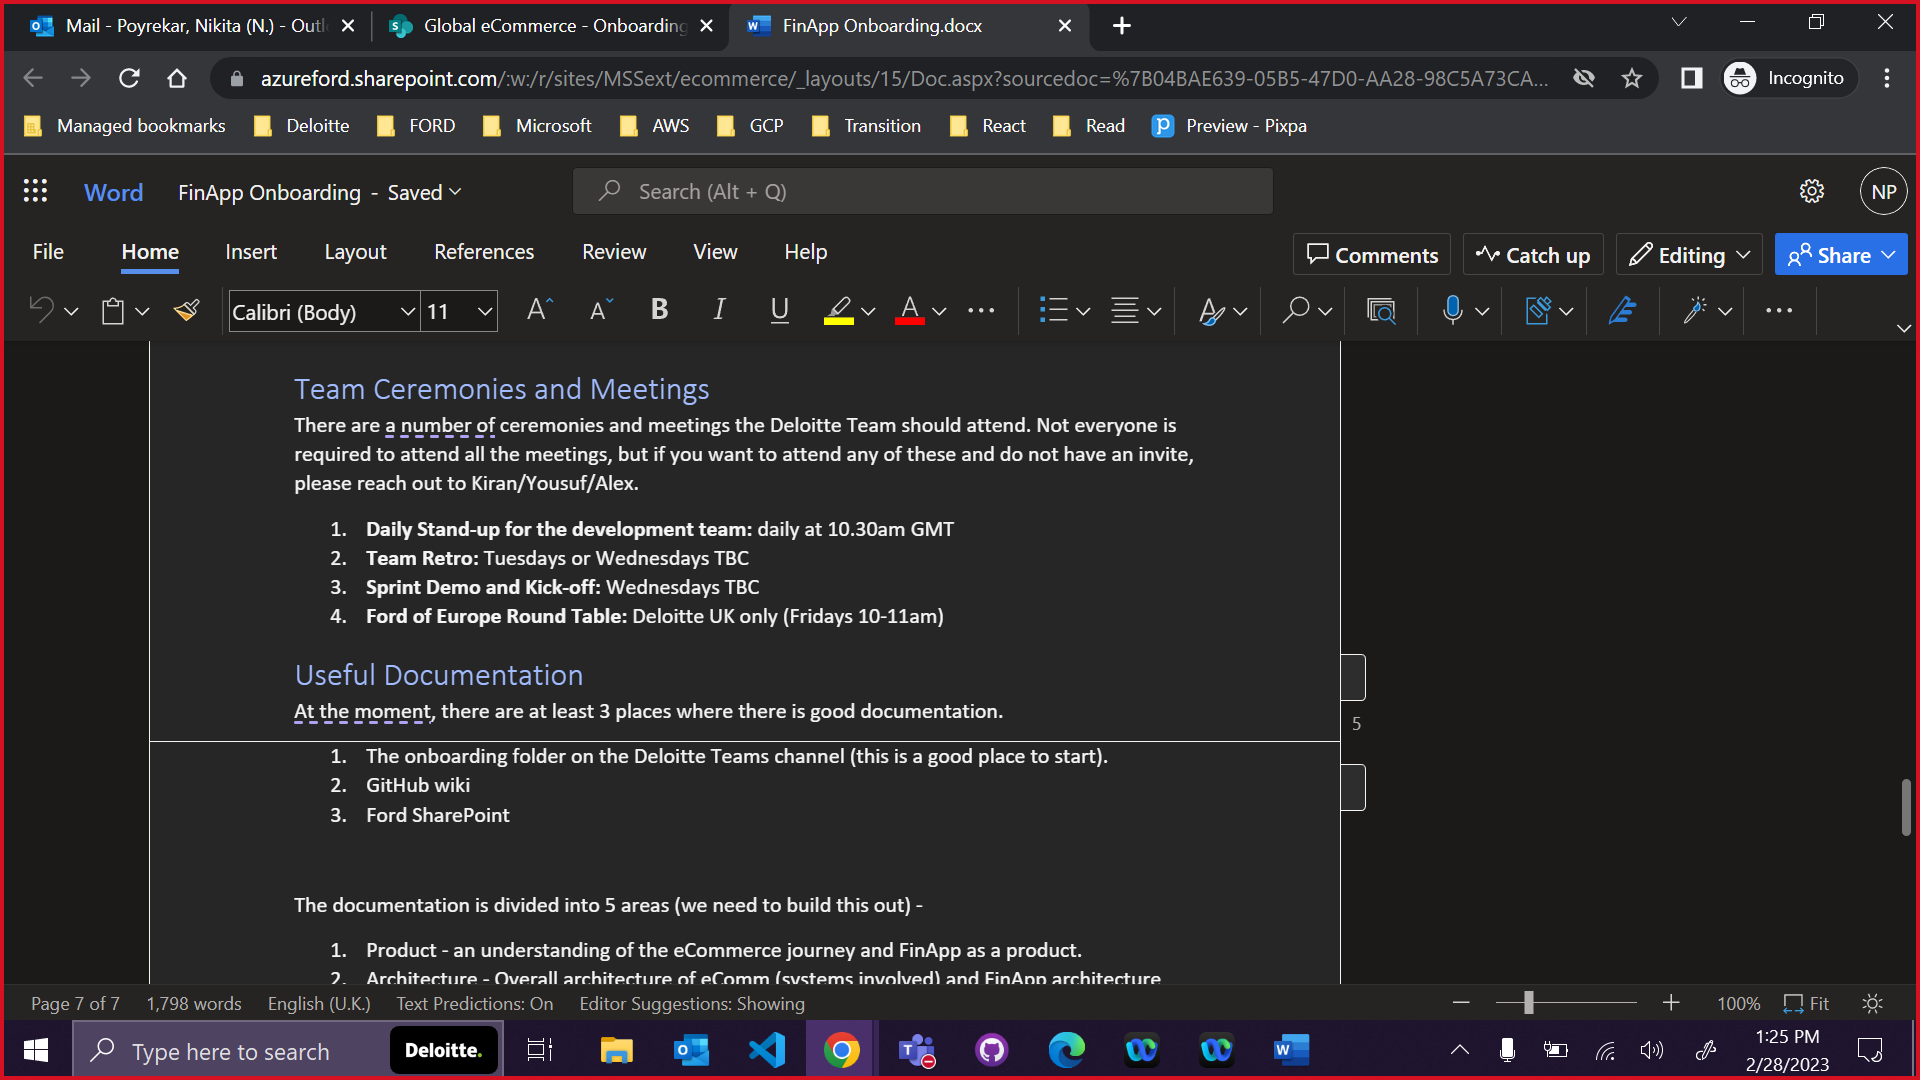 Mail - Poyrekar, Nikita (N.) - Outl
Global eCommerce - Onboarding
FinApp Onboarding.docx
azureford.sharepoint.com/:w:/r/sites/MSSext/ecommerce/_layouts/15/Doc.aspx?sourcedoc=%7B04BAE639-05B5-47D0-AA28-98C5A73CA...
Incognito
Managed bookmarks
Deloitte
FORD
Microsoft
AWS
GCP
Transition
React
Read
Preview - Pixpa
Word
FinApp Onboarding - Saved
Search (Alt + Q)
NP
File
Home
Insert
Layout
References
Review
View
Help
Comments
Catch up
Editing
Share
Calibri (Body)
11
Team Ceremonies and Meetings
There are a number of ceremonies and meetings the Deloitte Team should attend. Not everyone is
required to attend all the meetings, but if you want to attend any of these and do not have an invite,
please reach out to Kiran/Yousuf/Alex.
1. Daily Stand-up for the development team: daily at 10.30am GMT
2. Team Retro: Tuesdays or Wednesdays TBC
3. Sprint Demo and Kick-off: Wednesdays TBC
4. Ford of Europe Round Table: Deloitte UK only (Fridays 10-11am)
Useful Documentation
At the moment, there are at least 3 places where there is good documentation.
5
1. The onboarding folder on the Deloitte Teams channel (this is a good place to start).
2. GitHub wiki
3. Ford SharePoint
The documentation is divided into 5 areas (we need to build this out) -
1. Product - an understanding of the eCommerce journey and FinApp as a product.
2. Architecture - Overall architecture of eComm (systems involved) and FinApp architecture
Page 7 of 7
1,798 words
English (U.K.)
Text Predictions: On
Editor Suggestions: Showing
100%
Fit
Type here to search
Deloitte.
1:25 PM
2/28/2023